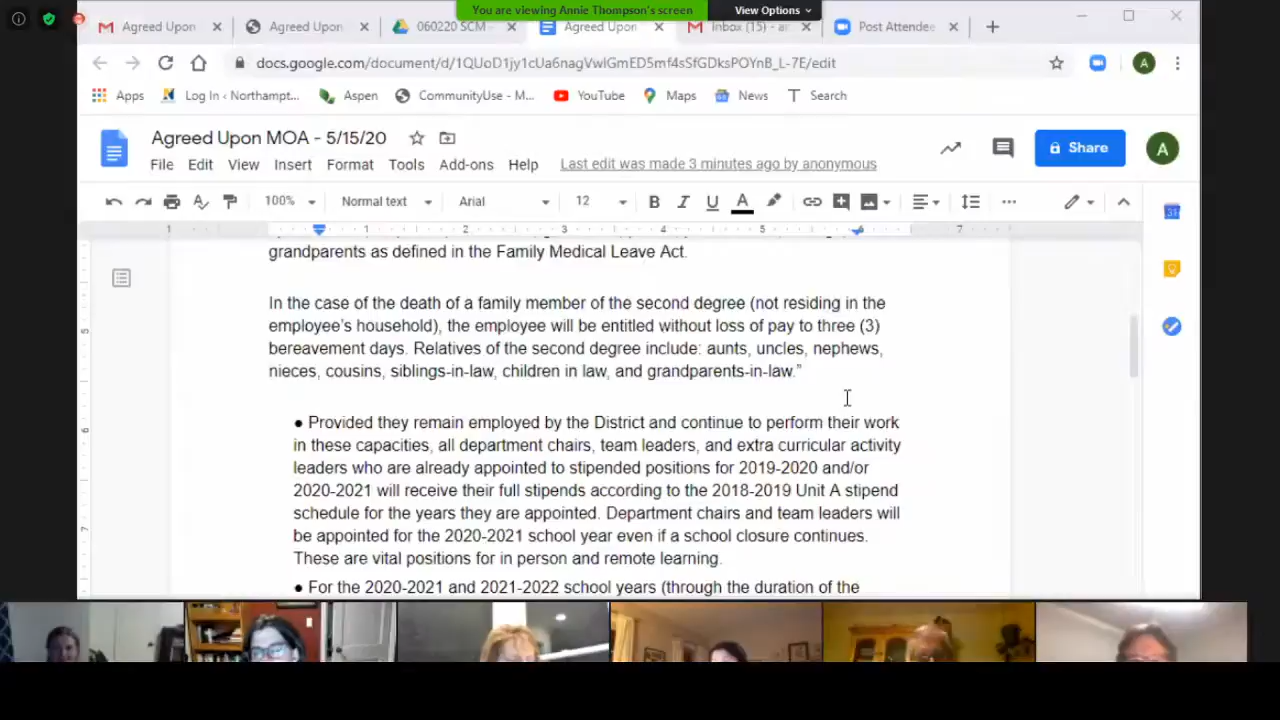 You are viewing Annie Thompson's screen
View Options
Agreed Upon
Agreed Upon
060220 SCM -
Agreed Upon
Inbox (15) - an
Post Attendee
docs.google.com/document/d/1QUoD1jy1cUa6nagVwlGmED5mf4sSfGDksPOYnB_L-7E/edit
A
Apps
Log In ‹ Northampt...
Aspen
CommunityUse - M...
YouTube
Maps
News
Search
Agreed Upon MOA - 5/15/20
File Edit View Insert Format Tools Add-ons Help Last edit was made 3 minutes ago by anonymous
Share
A
100% Normal text Arial 12 B I U A
1 1 2 3 4 5 6 7
grandparents as defined in the Family Medical Leave Act.
In the case of the death of a family member of the second degree (not residing in the
employee's household), the employee will be entitled without loss of pay to three (3)
bereavement days. Relatives of the second degree include: aunts, uncles, nephews,
nieces, cousins, siblings-in-law, children in law, and grandparents-in-law.”
● Provided they remain employed by the District and continue to perform their work
in these capacities, all department chairs, team leaders, and extra curricular activity
leaders who are already appointed to stipended positions for 2019-2020 and/or
2020-2021 will receive their full stipends according to the 2018-2019 Unit A stipend
schedule for the years they are appointed. Department chairs and team leaders will
be appointed for the 2020-2021 school year even if a school closure continues.
These are vital positions for in person and remote learning.
● For the 2020-2021 and 2021-2022 school years (through the duration of the